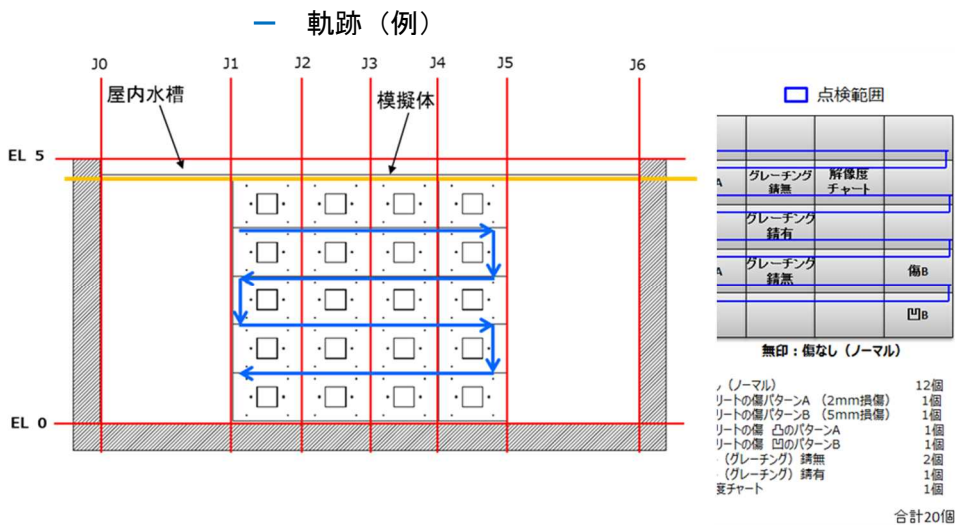 軌跡（例）
J0 J1 J2 J3 J4 J5 J6
屋内水槽
模擬体
EL 5
EL 0
点検範囲
A グレーチング 解像度
錆無 チャート
グレーチング
錆有
A グレーチング 傷B
錆無
凹B
無印：傷なし（ノーマル）
（ノーマル） 12個
リートの傷パターンA （2mm損傷） 1個
リートの傷パターンB （5mm損傷） 1個
リートの傷 凸のパターンA 1個
リートの傷 凹のパターンB 1個
（グレーチング）錆無 2個
（グレーチング）錆有 1個
度チャート 1個
合計20個